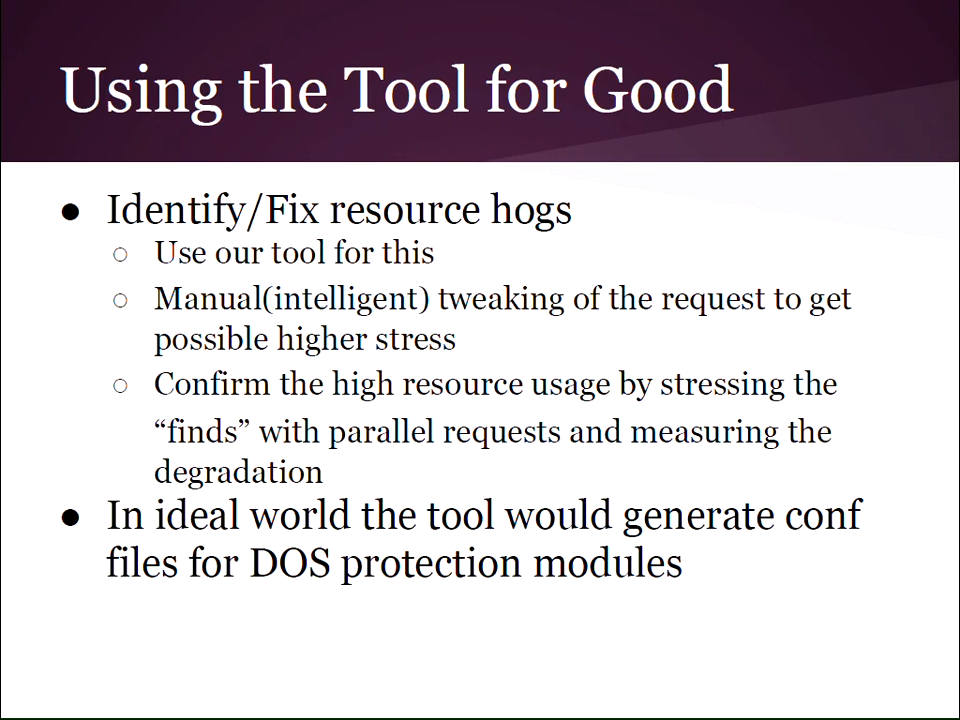 Using the Tool for Good
● Identify/Fix resource hogs
○ Use our tool for this
○ Manual(intelligent) tweaking of the request to get
possible higher stress
○ Confirm the high resource usage by stressing the
“finds” with parallel requests and measuring the
degradation
● In ideal world the tool would generate conf
files for DOS protection modules